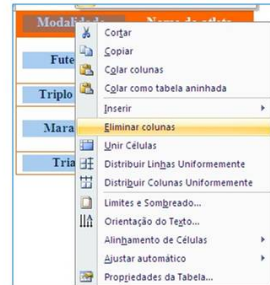 Modalidade Nome do atleta
Fute
Triplo
Mara
Tria
Cortar
Copiar
Colar colunas
Colar como tabela aninhada
Inserir
Eliminar colunas
Unir Células
Distribuir Linhas Uniformemente
Distribuir Colunas Uniformemente
Limites e Sombreado...
Orientação do Texto...
Alinhamento de Células
Ajustar automático
Propriedades da Tabela...